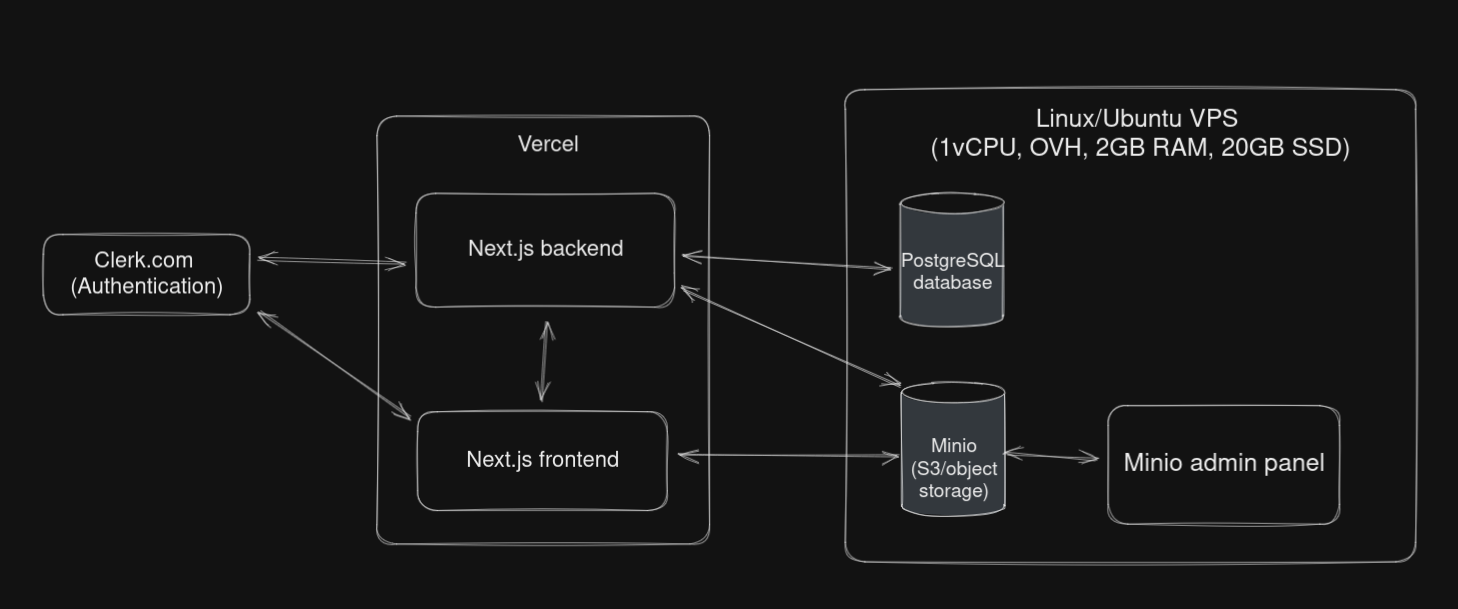 Vercel
Linux/Ubuntu VPS
(1vCPU, OVH, 2GB RAM, 20GB SSD)
Clerk.com
(Authentication)
Next.js backend
PostgreSQL
database
Next.js frontend
Minio
(S3/object
storage)
Minio admin panel